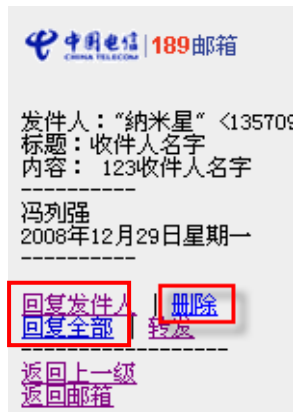 中国电信 CHINA TELECOM | 189邮箱
发件人："納米星" <135709
标题：收件人名字
内容： 123收件人名字
----------
冯列强
2008年12月29日星期一
----------
回复发件人 | 删除
回复全部 | 转发
------------------
返回上一级
返回邮箱